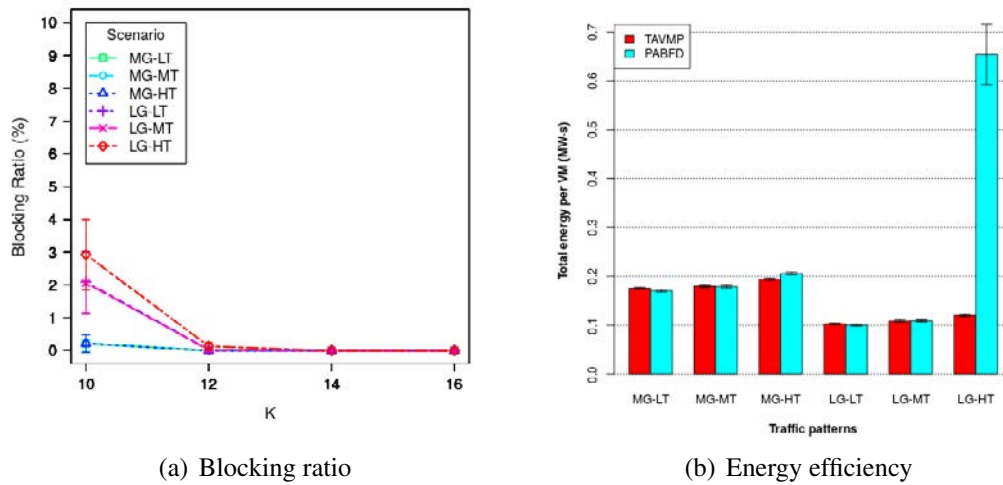 Scenario
MG-LT
MG-MT
MG-HT
LG-LT
LG-MT
LG-HT
10
9
8
7
6
5
4
3
2
1
0
Blocking Ratio (%)
10 12 14 16
K
(a) Blocking ratio
TAVMP
PABFD
0.7
0.6
0.5
0.4
0.3
0.2
0.1
0.0
Total energy per VM (MW-s)
MG-LT MG-MT MG-HT LG-LT LG-MT LG-HT
Traffic patterns
(b) Energy efficiency